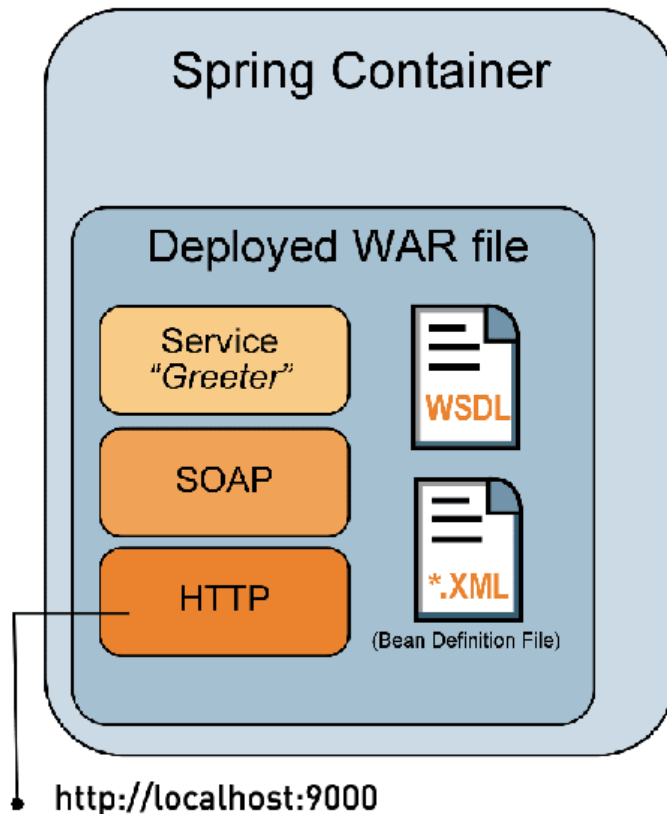 Spring Container
Deployed WAR file
Service
"Greeter"
WSDL
SOAP
*.XML
HTTP
(Bean Definition File)
http://localhost:9000